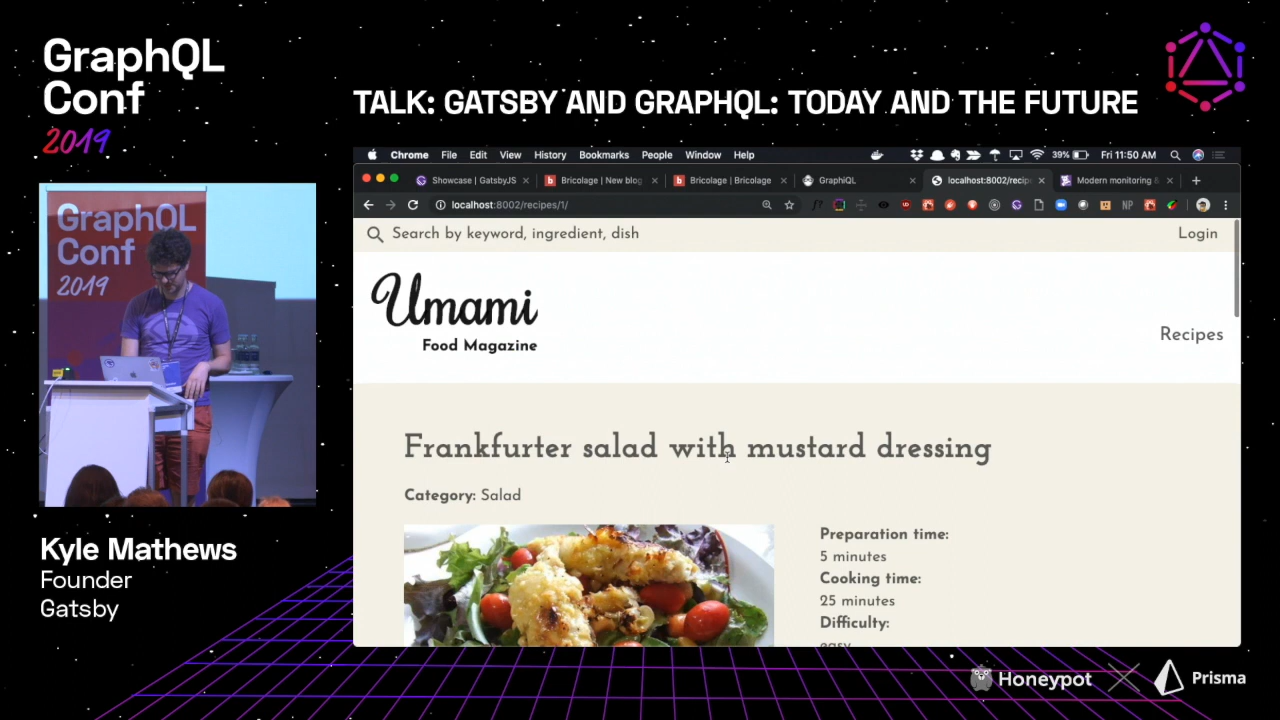 GraphQL
Conf
2019
TALK: GATSBY AND GRAPHQL: TODAY AND THE FUTURE
Chrome File Edit View History Bookmarks People Window Help
39%
Fri 11:50 AM
Showcase | GatsbyJS
Bricolage | New blog
Bricolage | Bricolage
GraphiQL
localhost:8002/recip
Modern monitoring &
localhost:8002/recipes/1/
NP
Search by keyword, ingredient, dish
Login
Umami
Food Magazine
Recipes
Frankfurter salad with mustard dressing
Category: Salad
Preparation time:
5 minutes
Cooking time:
25 minutes
Difficulty:
easy
GraphQL
Conf
2019
Kyle Mathews
Founder
Gatsby
Honeypot
Prisma